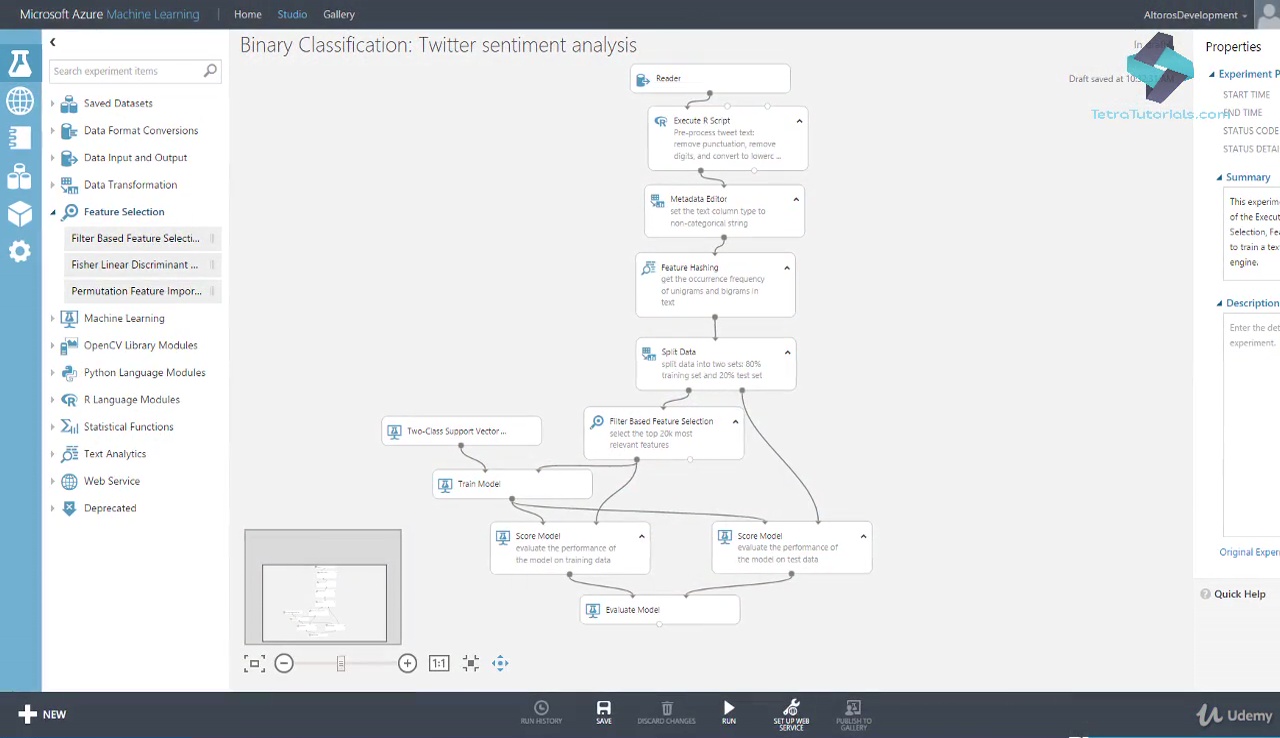 Microsoft Azure Machine Learning
Home
Studio
Gallery
AltorosDevelopment
Search experiment items
Saved Datasets
Data Format Conversions
Data Input and Output
Data Transformation
Feature Selection
Filter Based Feature Selecti...
Fisher Linear Discriminant ...
Permutation Feature Impor...
Machine Learning
OpenCV Library Modules
Python Language Modules
R Language Modules
Statistical Functions
Text Analytics
Web Service
Deprecated
Binary Classification: Twitter sentiment analysis
In
Draft saved at
TetraTutorials.com
Reader
Execute R Script
Pre-process tweet text:
remove punctuation, remove
digits, and convert to lowerc ...
Metadata Editor
set the text column type to
non-categorical string
Feature Hashing
get the occurrence frequency
of unigrams and bigrams in
text
Split Data
split data into two sets: 80%
training set and 20% test set
Filter Based Feature Selection
select the top 20k most
relevant features
Two-Class Support Vector ...
Train Model
Score Model
evaluate the performance of
the model on training data
Score Model
evaluate the performance of
the model on test data
Evaluate Model
1:1
Properties
Experiment P
START TIME
END TIME
STATUS CODE
STATUS DETAI
Summary
This experim
of the Execut
Selection, Fea
to train a tex
engine.
Description
Enter the det
experiment.
Original Exper
Quick Help
NEW
RUN HISTORY
SAVE
DISCARD CHANGES
RUN
SET UP WEB
SERVICE
PUBLISH TO
GALLERY
Udemy